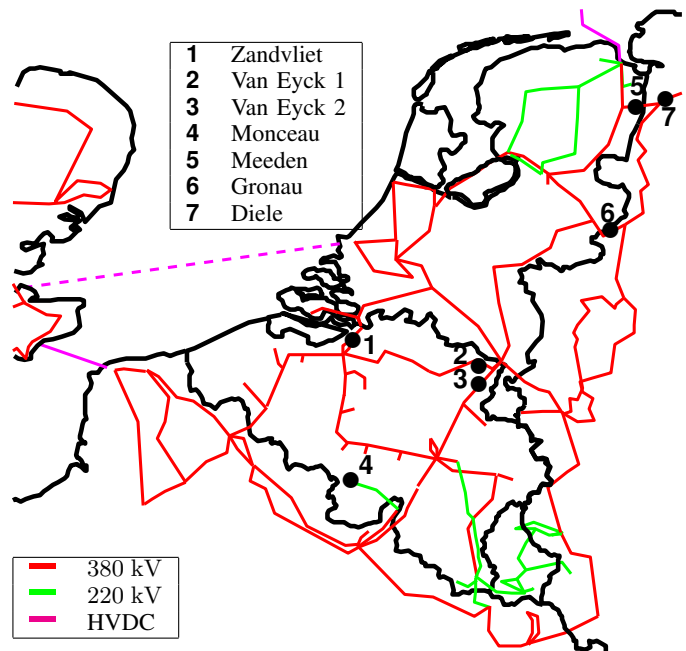 1 Zandvliet
2 Van Eyck 1
3 Van Eyck 2
4 Monceau
5 Meeden
6 Gronau
7 Diele
5
7
6
1
2
3
4
380 kV
220 kV
HVDC